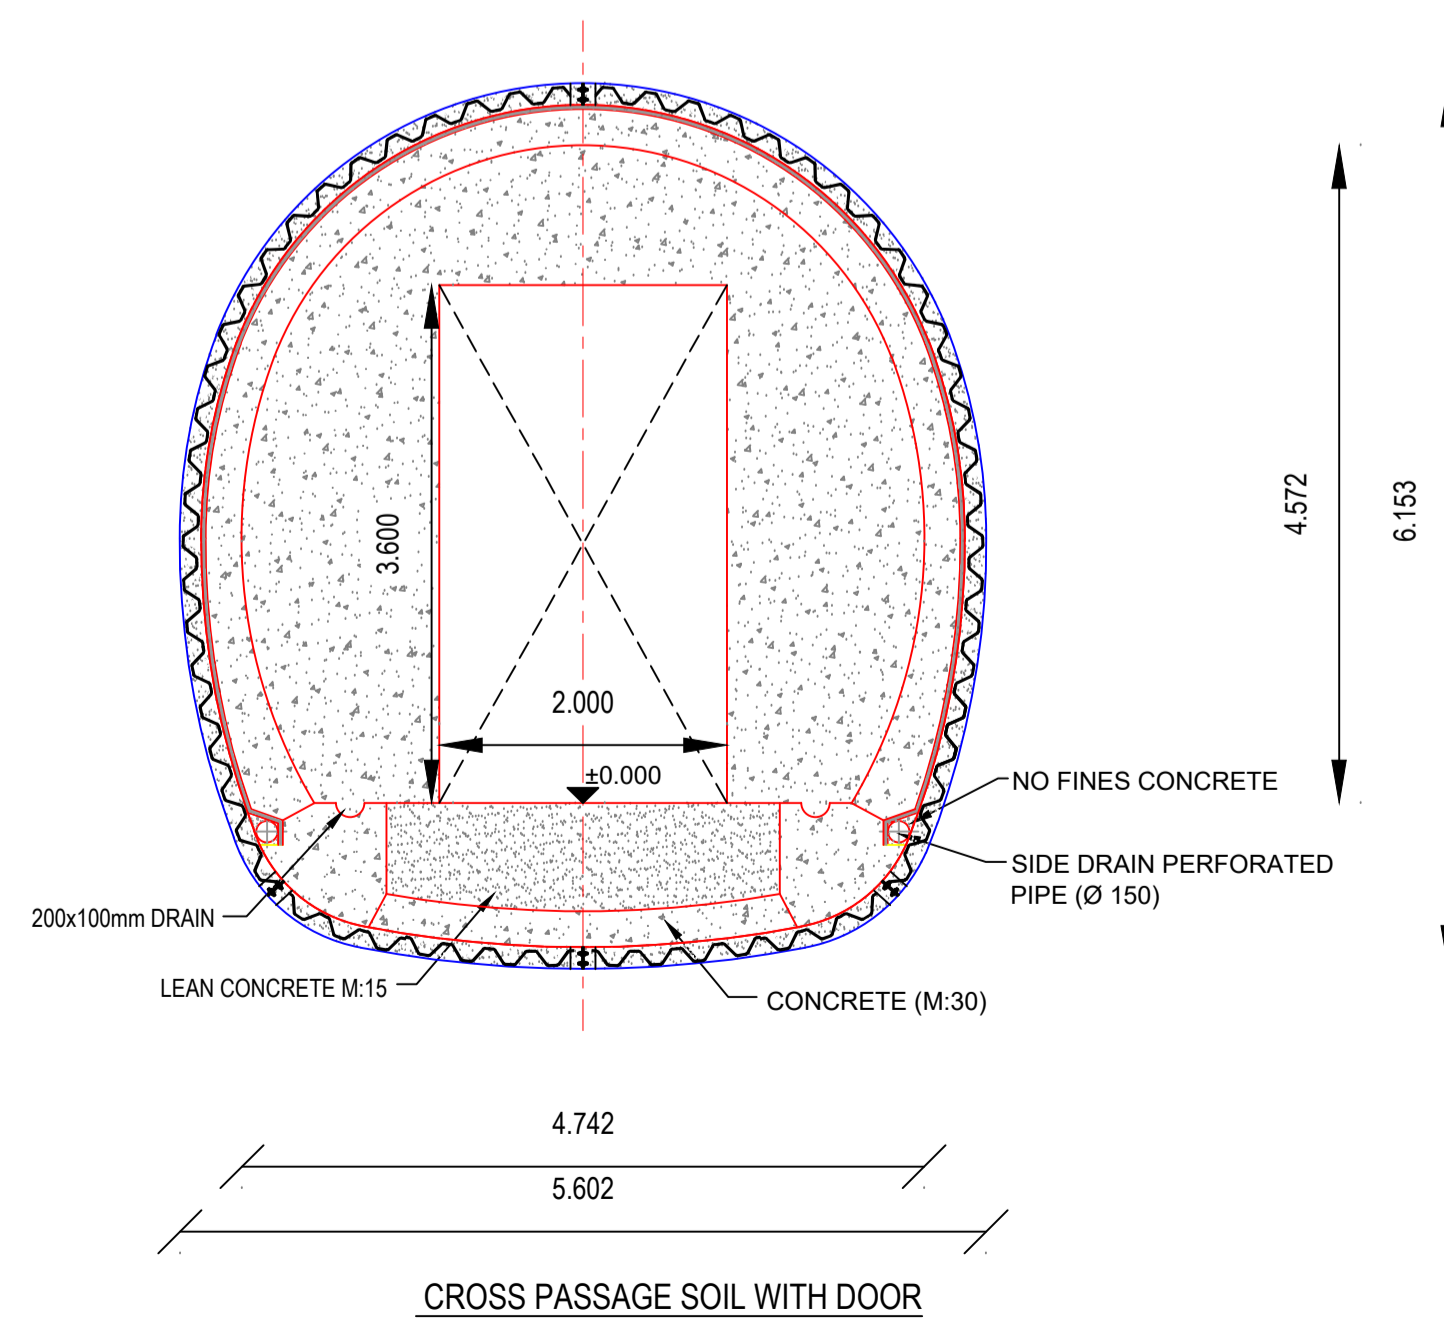 3.600
2.000
±0.000
4.572
6.153
NO FINES CONCRETE
SIDE DRAIN PERFORATED
PIPE (Ø 150)
200x100mm DRAIN
LEAN CONCRETE M:15
CONCRETE (M:30)
4.742
5.602
CROSS PASSAGE SOIL WITH DOOR